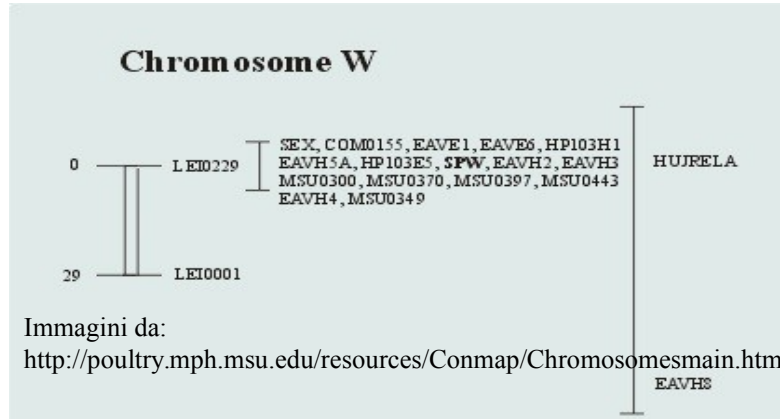 Chromosome W
SEX, COM0155, EAVE1, EAVE6, HP103H1
0 LEI0229 EAVH5A, HP103E5, SPW, EAVH2, EAVH3 HUJRELA
MSU0300, MSU0370, MSU0397, MSU0443
EAVH4, MSU0349
29 LEI0001
Immagini da:
http://poultry.mph.msu.edu/resources/Conmap/Chromosomesmain.htm
EAVH8